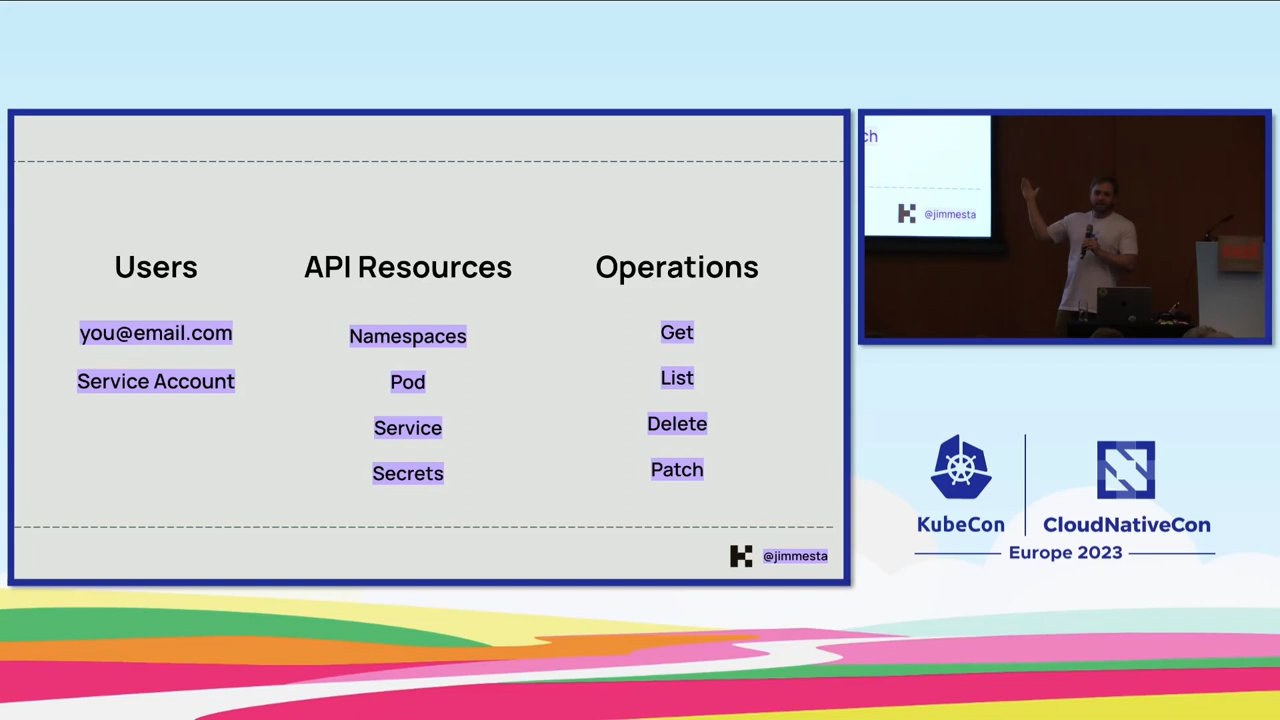 Users
you@email.com
Service Account
API Resources
Namespaces
Pod
Service
Secrets
Operations
Get
List
Delete
Patch
@jimmesta
ch
@jimmesta
KubeCon
CloudNativeCon
Europe 2023